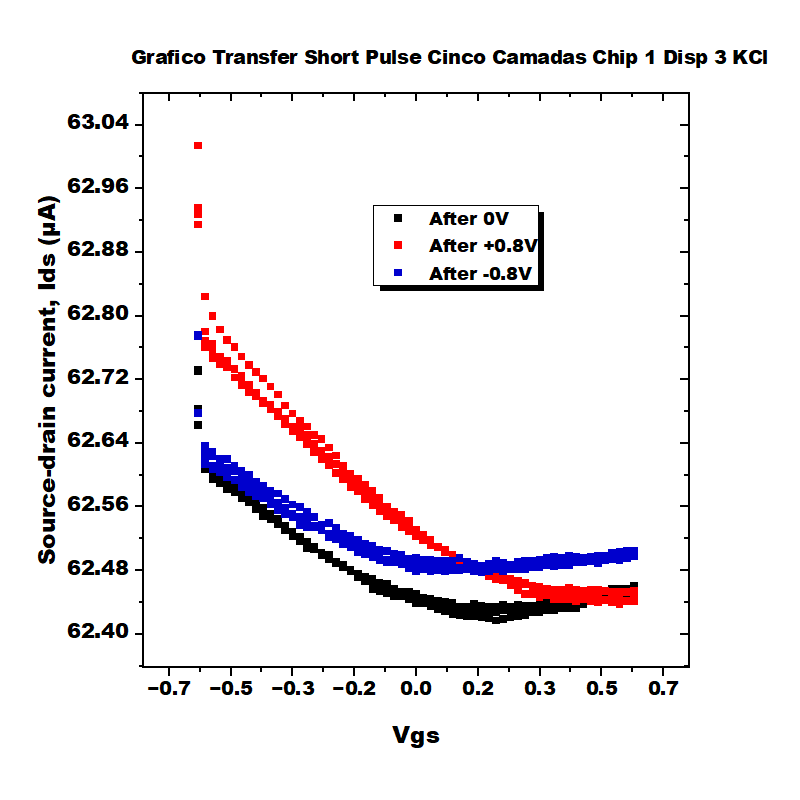 Grafico Transfer Short Pulse Cinco Camadas Chip 1 Disp 3 KCl
63.04
62.96
62.88
62.80
62.72
62.64
62.56
62.48
62.40
Source-drain current, Ids (µA)
After 0V
After +0.8V
After -0.8V
−0.7 −0.5 −0.3 −0.2 0.0 0.2 0.3 0.5 0.7
Vgs